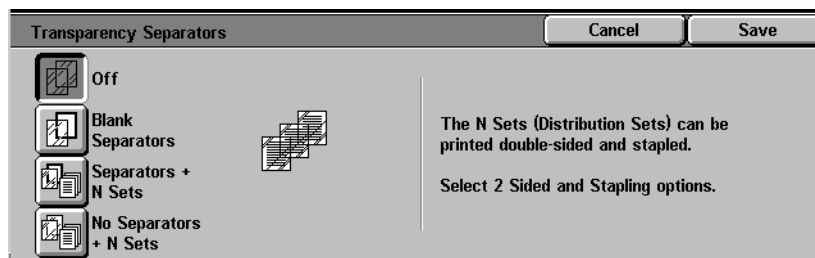 Transparency Separators
Cancel
Save
Off
Blank
Separators
Separators +
N Sets
No Separators
+ N Sets
The N Sets (Distribution Sets) can be
printed double-sided and stapled.
Select 2 Sided and Stapling options.